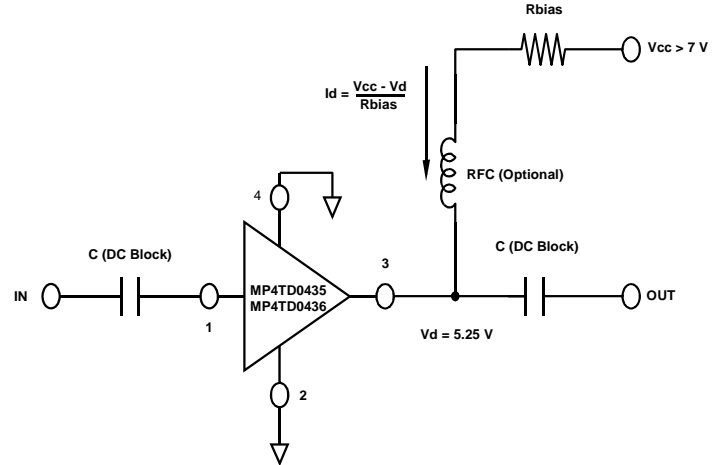 Rbias
Vcc > 7 V
Id = Vcc - Vd
Rbias
4
RFC (Optional)
C (DC Block)
C (DC Block)
3
MP4TD0435
MP4TD0436
IN
OUT
1
Vd = 5.25 V
2